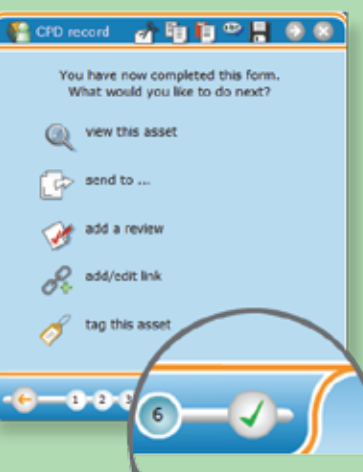 CPD record
You have now completed this form.
What would you like to do next?
view this asset
send to ...
add a review
add/edit link
tag this asset
1 2 3
6